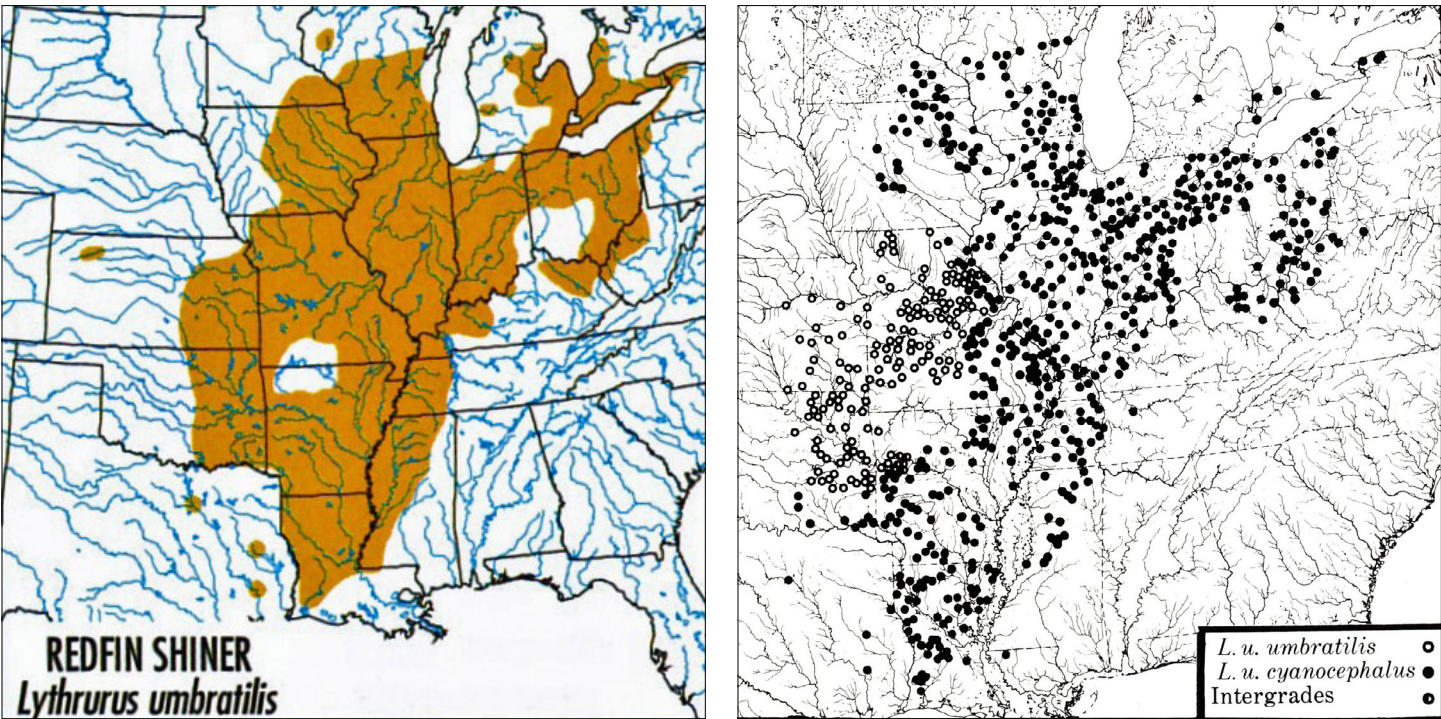 REDFIN SHINER
Lythrurus umbratilis
L. u. umbratilis
L. u. cyanocephalus
Intergrades